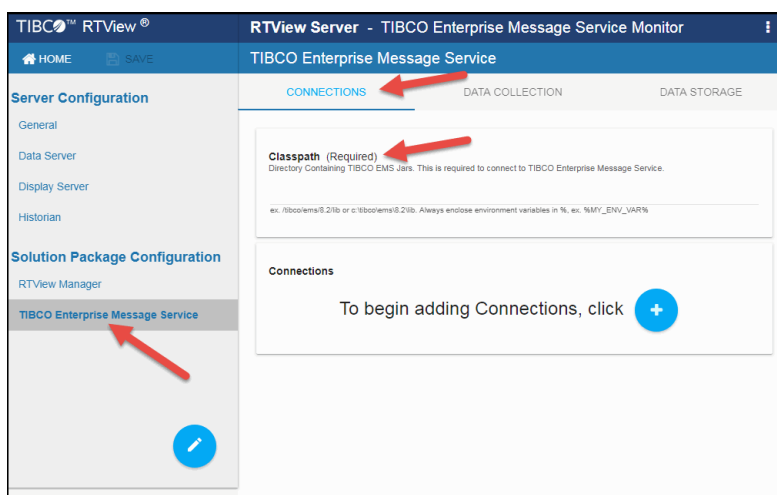 TIBCO™ RTView ®
RTView Server - TIBCO Enterprise Message Service Monitor
HOME
SAVE
TIBCO Enterprise Message Service
Server Configuration
General
Data Server
Display Server
Historian
Solution Package Configuration
RTView Manager
TIBCO Enterprise Message Service
CONNECTIONS
DATA COLLECTION
DATA STORAGE
Classpath (Required)
Directory Containing TIBCO EMS Jars. This is required to connect to TIBCO Enterprise Message Service.
ex. /tibco/ems/8.2/lib or c:\tibco\ems\8.2\lib. Always enclose environment variables in %, ex. %MY_ENV_VAR%
Connections
To begin adding Connections, click